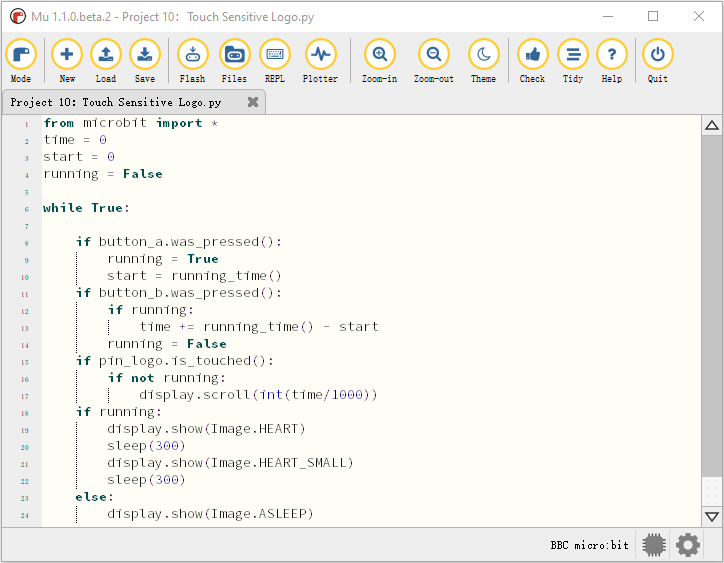 Mu 1.1.0.beta.2 - Project 10: Touch Sensitive Logo.py
Mode New Load Save Flash Files REPL Plotter Zoom-in Zoom-out Theme Check Tidy Help Quit
Project 10: Touch Sensitive Logo.py
1 from microbit import *
2 time = 0
3 start = 0
4 running = False
5
6 while True:
7
8     if button_a.was_pressed():
9         running = True
10         start = running_time()
11     if button_b.was_pressed():
12         if running:
13             time += running_time() - start
14         running = False
15     if pin_logo.is_touched():
16         if not running:
17             display.scroll(int(time/1000))
18     if running:
19         display.show(Image.HEART)
20         sleep(300)
21         display.show(Image.HEART_SMALL)
22         sleep(300)
23     else:
24         display.show(Image.ASLEEP)
BBC micro:bit